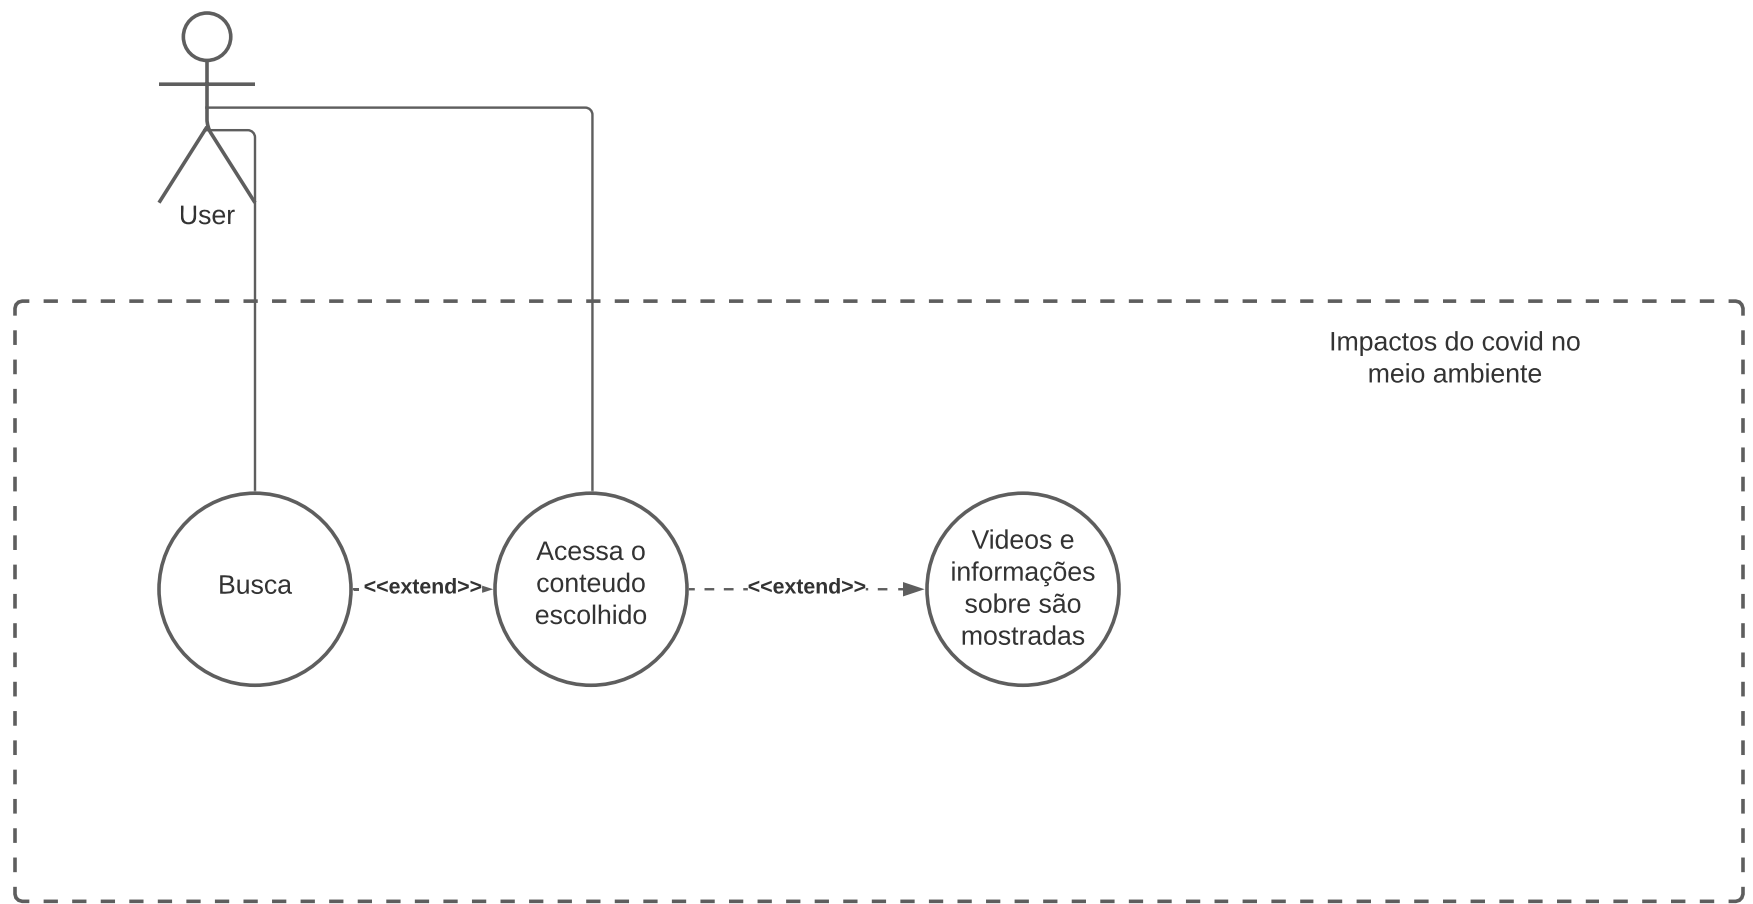 User
Impactos do covid no
meio ambiente
Busca
<<extend>>
Acessa o
conteudo
escolhido
<<extend>>
Videos e
informações
sobre são
mostradas